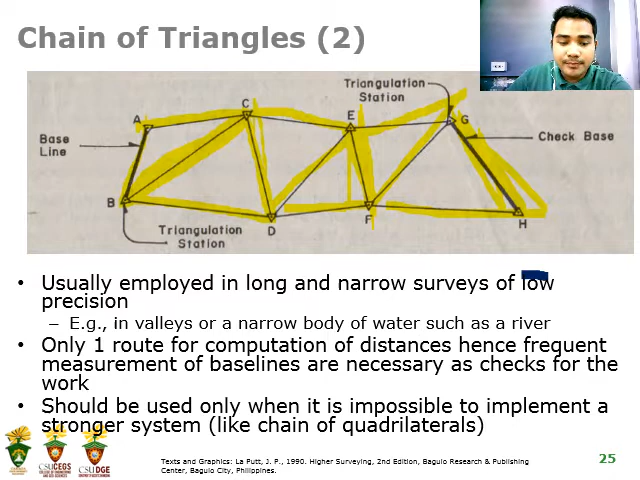 Chain of Triangles (2)
Triangulation
Station
C
A
E
G
Base
Line
Check Base
B
Triangulation
Station
D
F
H
• Usually employed in long and narrow surveys of low
precision
– E.g., in valleys or a narrow body of water such as a river
• Only 1 route for computation of distances hence frequent
measurement of baselines are necessary as checks for the
work
• Should be used only when it is impossible to implement a
stronger system (like chain of quadrilaterals)
CSUCEGS
CSUDGE
Texts and Graphics: La Putt, J. P., 1990. Higher Surveying, 2nd Edition, Baguio Research & Publishing
Center, Baguio City, Philippines.
25